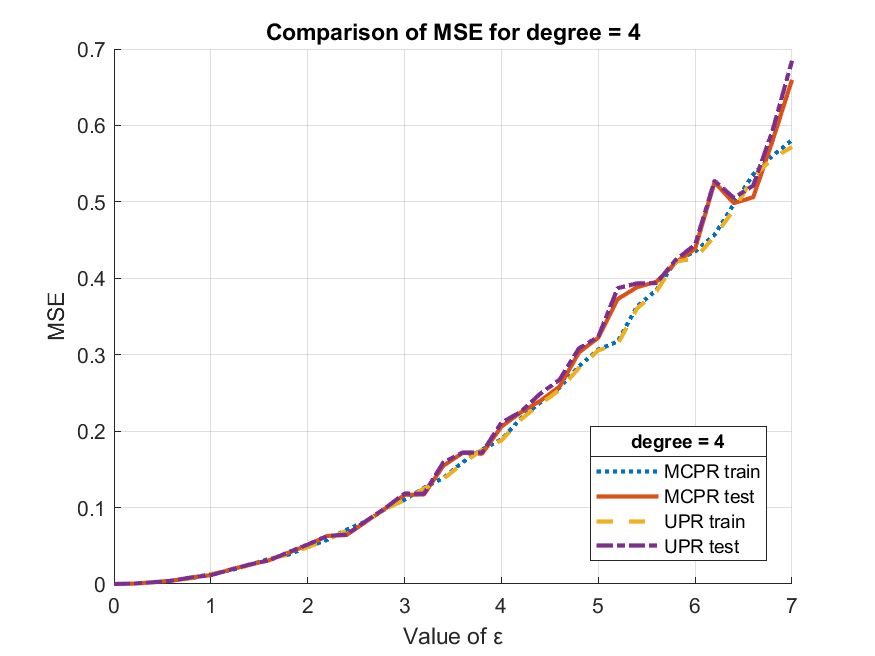 Comparison of MSE for degree = 4
0.7
0.6
0.5
0.4
0.3
0.2
0.1
0
MSE
degree = 4
MCPR train
MCPR test
UPR train
UPR test
0 1 2 3 4 5 6 7
Value of ε